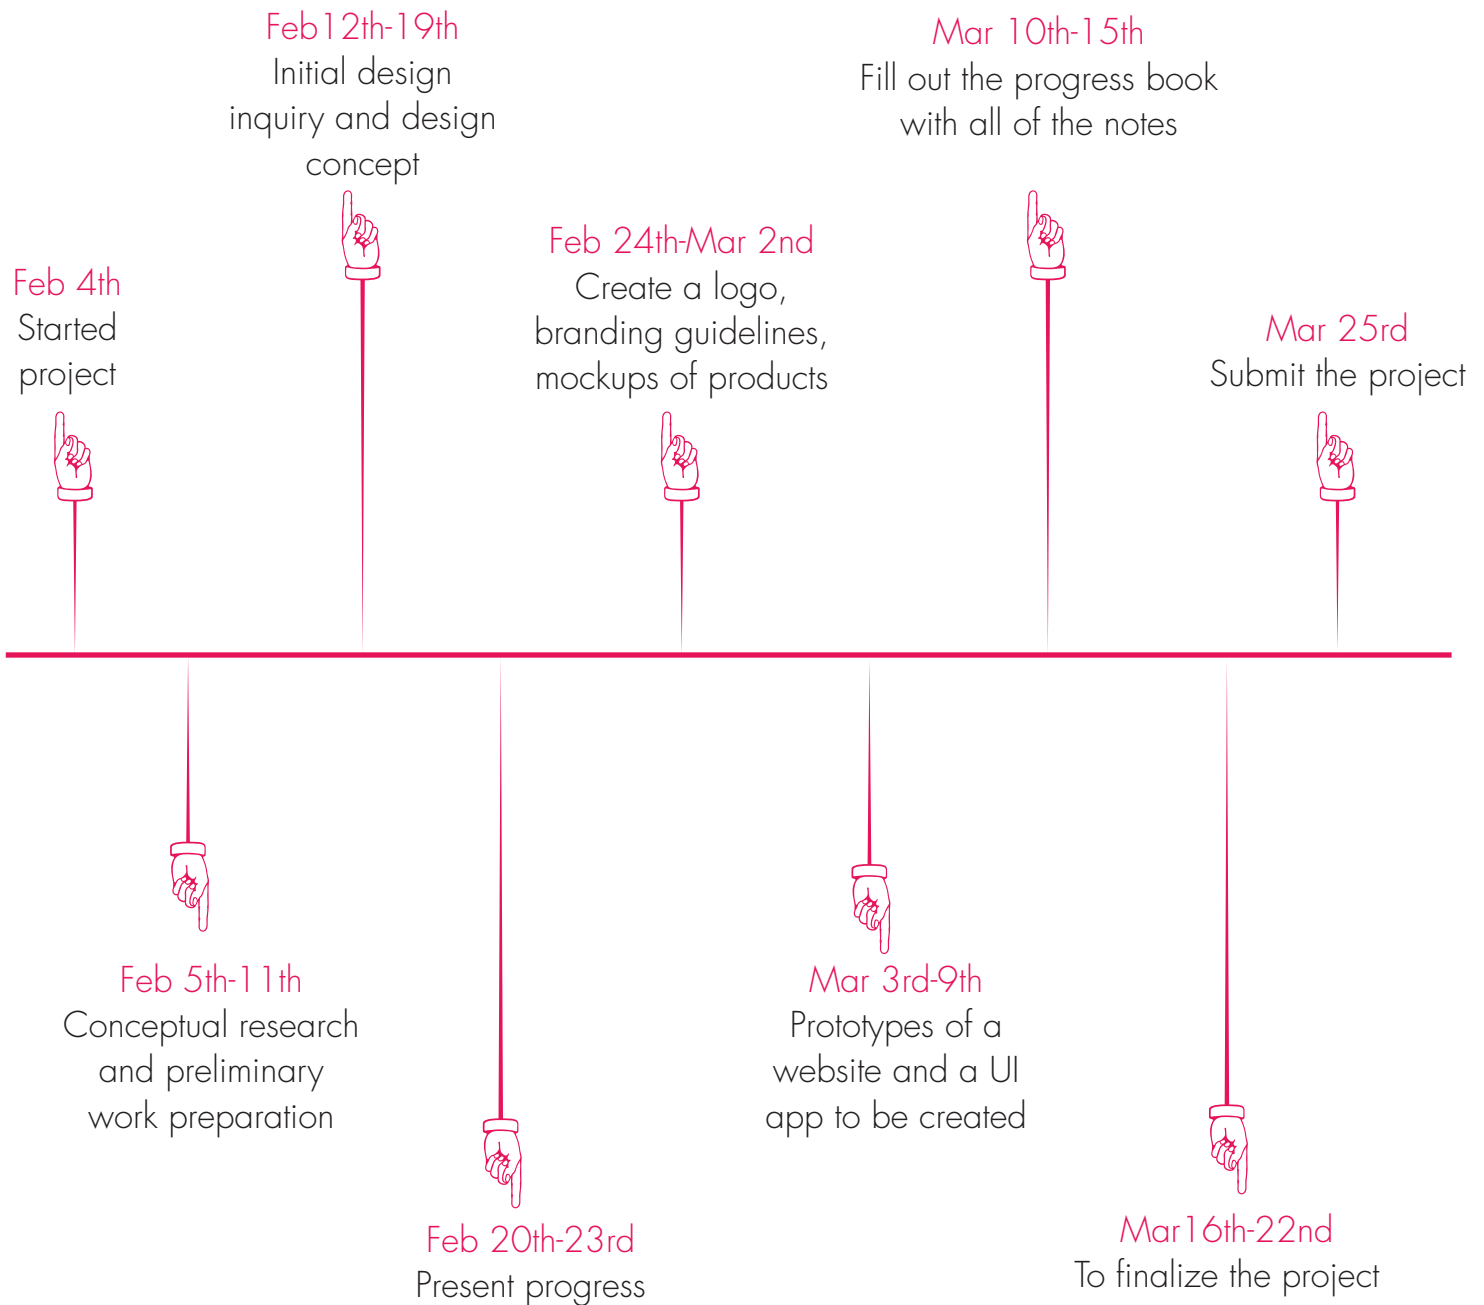 Feb 4th
Started
project
Feb 5th-11th
Conceptual research
and preliminary
work preparation
Feb12th-19th
Initial design
inquiry and design
concept
Feb 20th-23rd
Present progress
Feb 24th-Mar 2nd
Create a logo,
branding guidelines,
mockups of products
Mar 3rd-9th
Prototypes of a
website and a UI
app to be created
Mar 10th-15th
Fill out the progress book
with all of the notes
Mar16th-22nd
To finalize the project
Mar 25rd
Submit the project